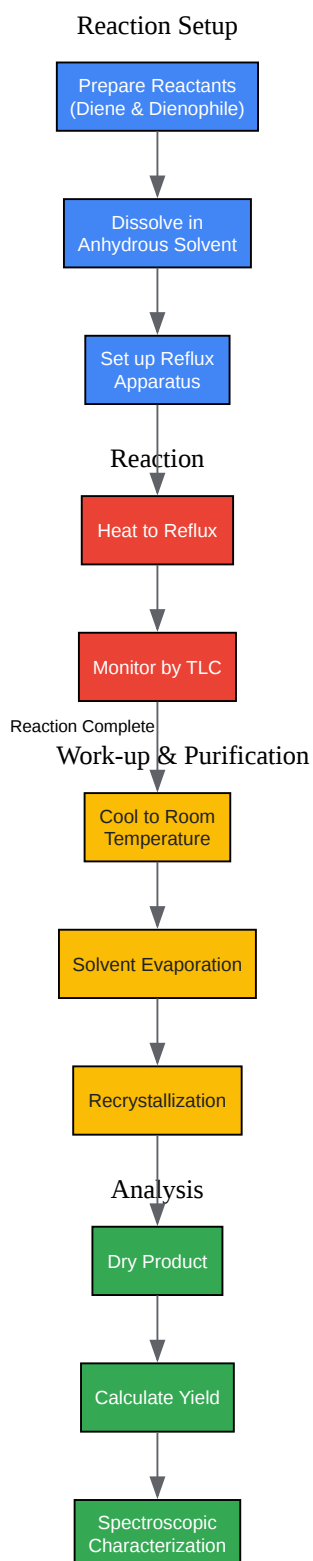 Reaction Setup
Prepare Reactants
(Diene & Dienophile)
Dissolve in
Anhydrous Solvent
Set up Reflux
Apparatus
Reaction
Heat to Reflux
Monitor by TLC
Reaction Complete
Work-up & Purification
Cool to Room
Temperature
Solvent Evaporation
Recrystallization
Analysis
Dry Product
Calculate Yield
Spectroscopic
Characterization